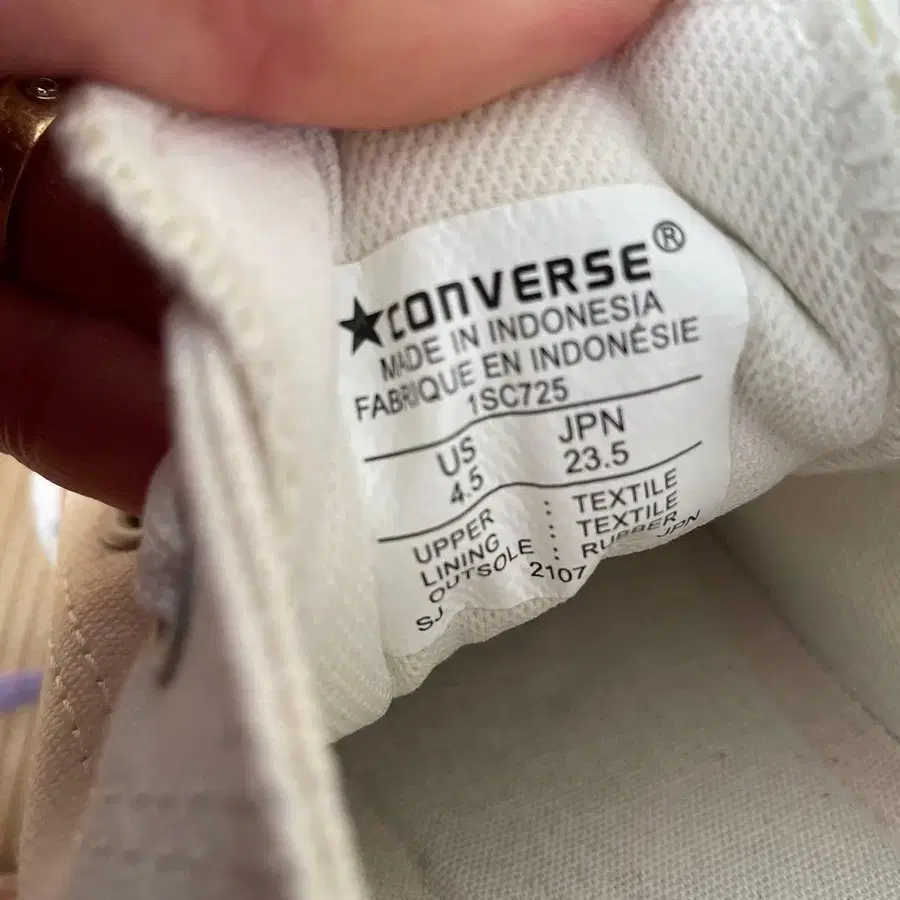 ★CONVERSE®
MADE IN INDONESIA
FABRIQUE EN INDONÉSIE
1SC725
US JPN
4.5 23.5
UPPER : TEXTILE
LINING : TEXTILE
OUTSOLE : RUBBER
SJ 2107 JPN